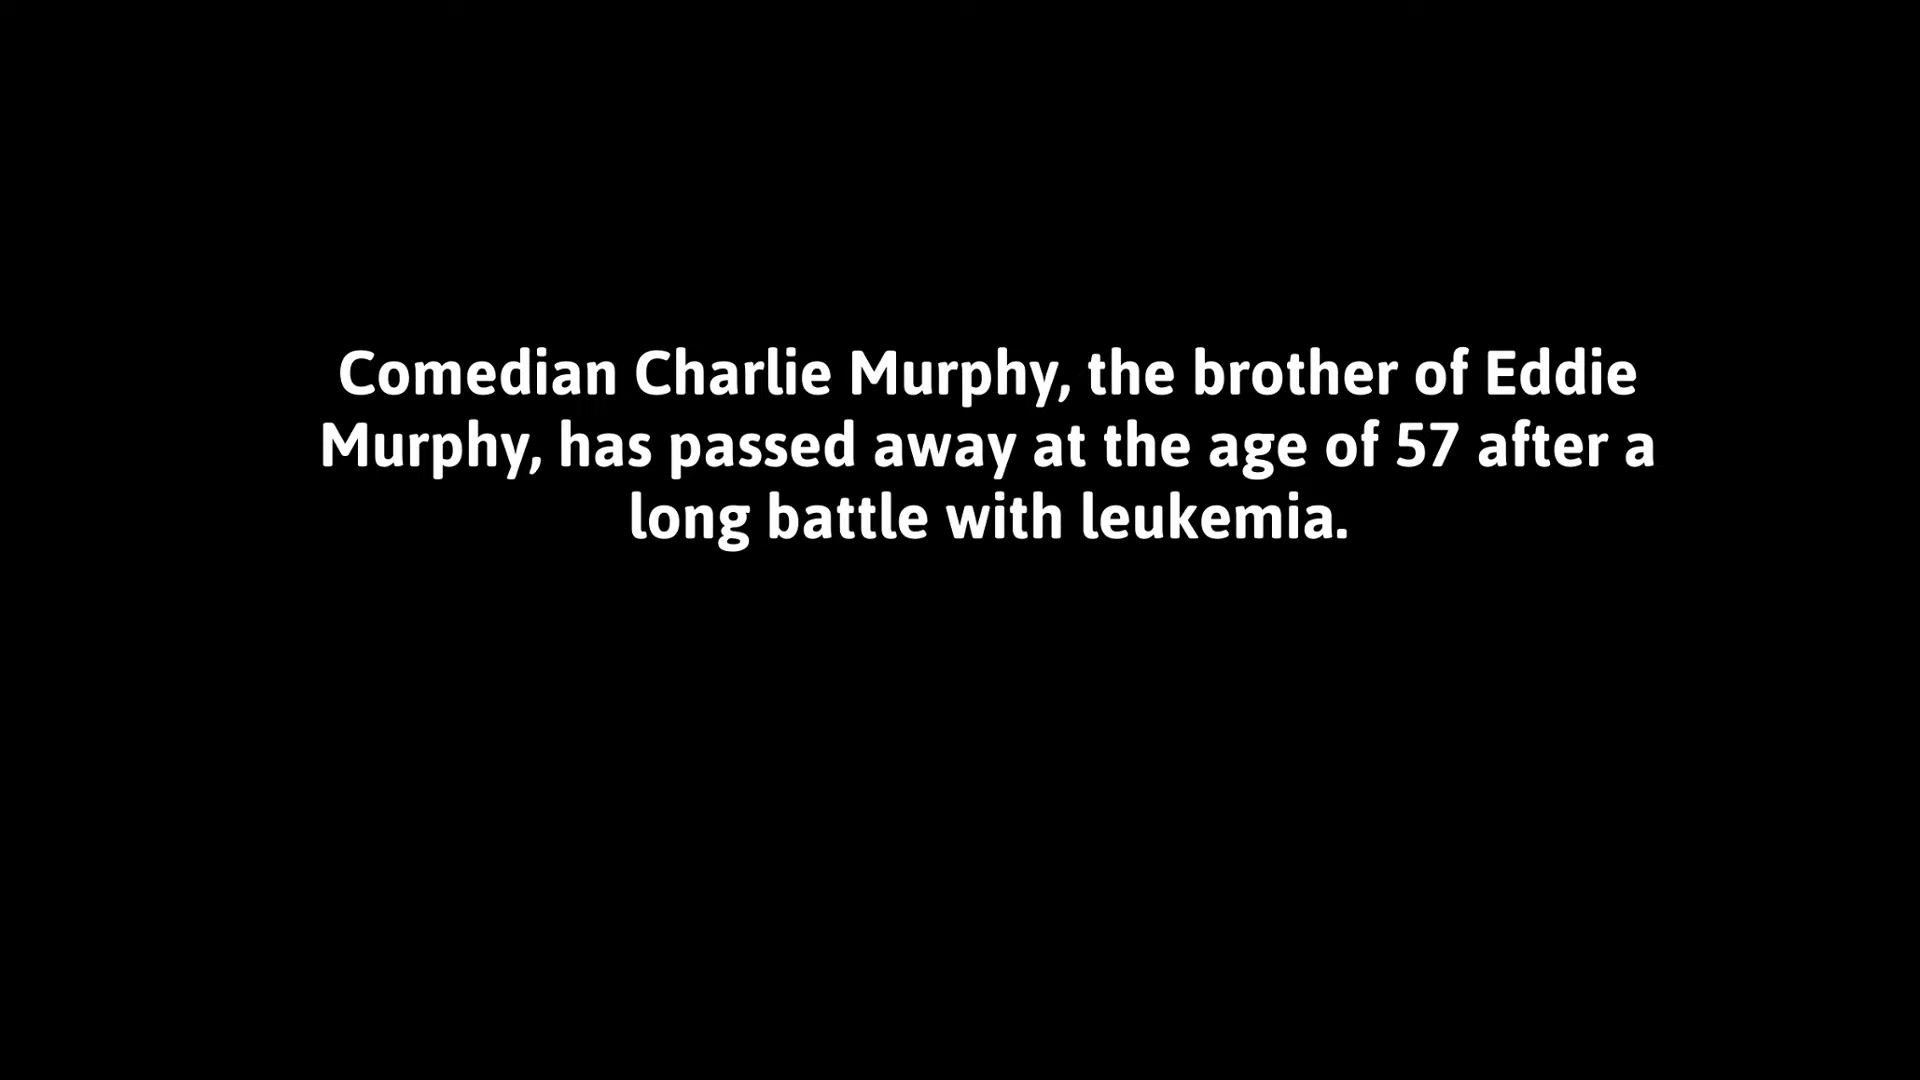 Comedian Charlie Murphy, the brother of Eddie
Murphy, has passed away at the age of 57 after a
long battle with leukemia.